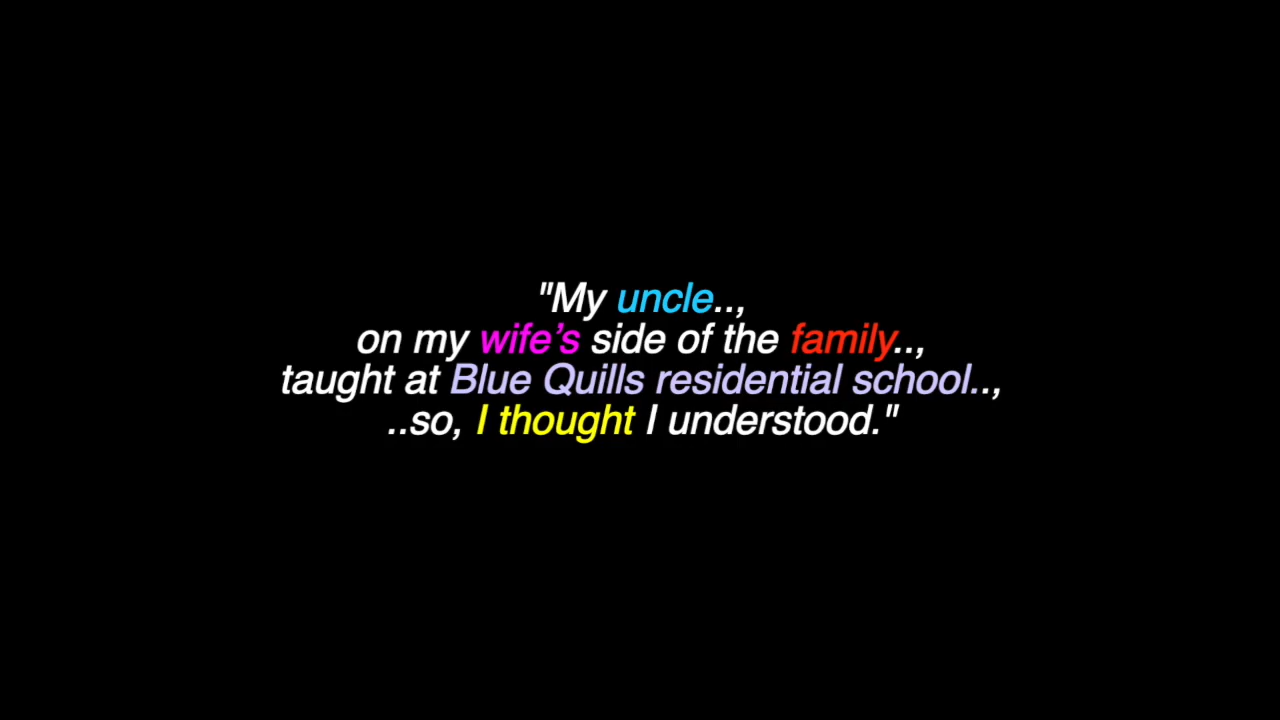 "My uncle..,
on my wife’s side of the family..,
taught at Blue Quills residential school..,
..so, I thought I understood."